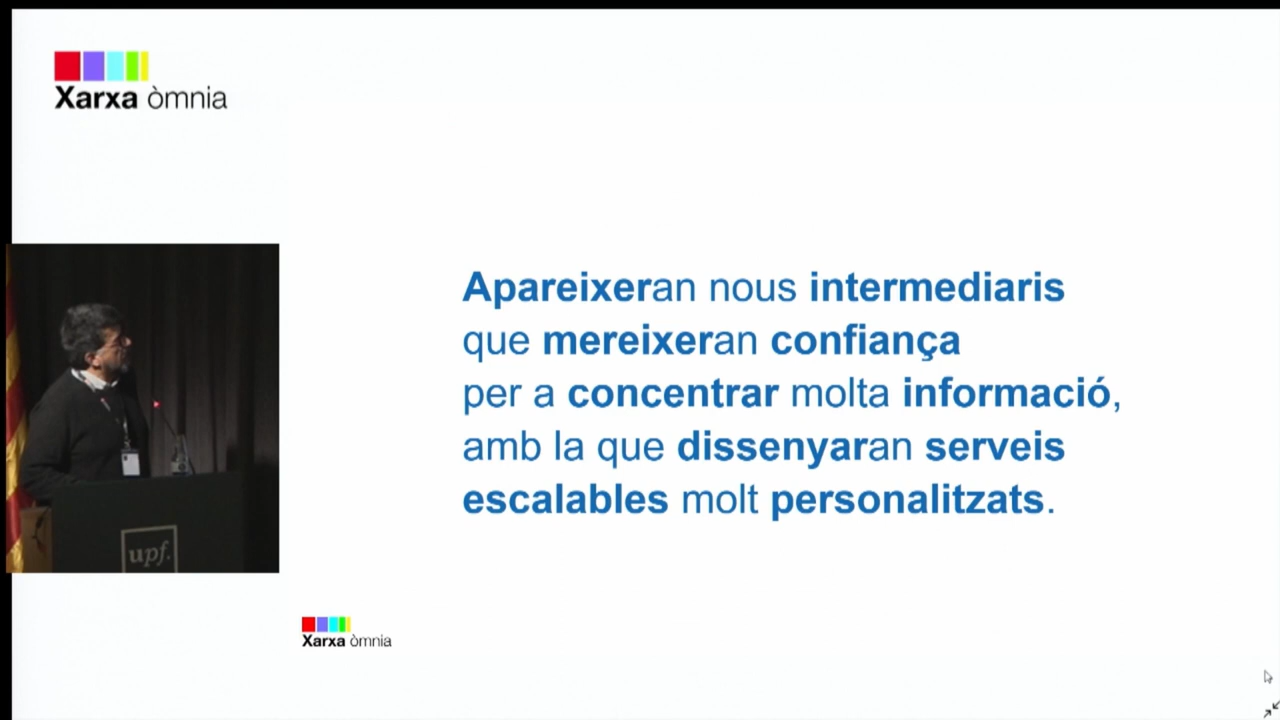 Xarxa òmnia
Apareixeran nous intermediaris
que mereixeran confiança
per a concentrar molta informació,
amb la que dissenyaran serveis
escalables molt personalitzats.
upf.
Xarxa òmnia